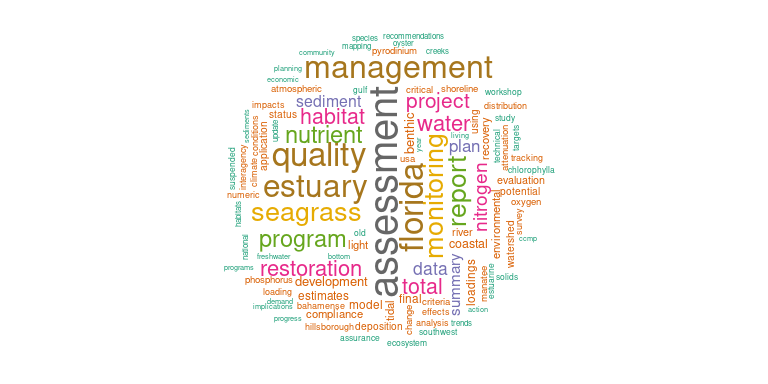 species
recommendations
oyster
mapping
community
pyrodinium
creeks
management
planning
economic
atmospheric
gulf
critical
shoreline
workshop
sediment
project
distribution
impacts
status
habitat
water
using
study
nutrient
benthic
living
recovery
technical
attenuation
targets
update
application
climate conditions
sediments
interagency
suspended
quality
assessment
usa
year
monitoring
plan
tracking
chlorophylla
numeric
estuary
florida
report
nitrogen
evaluation
potential
oxygen
habitats
seagrass
environmental
survey
national
program
old
light
river
coastal
watershed
ccmp
freshwater
bottom
programs
restoration
data
summary
loadings
manatee
estuarine
solids
phosphorus
development
total
loading
estimates
model
final
criteria
demand
implications
bahamense
compliance
tidal
change
effects
action
progress
hillsborough
deposition
analysis
trends
southwest
assurance
ecosystem